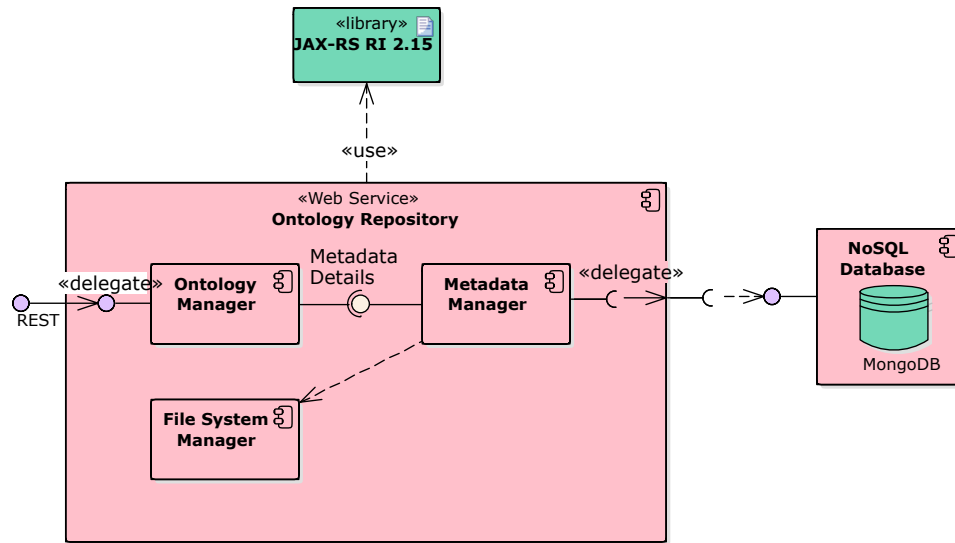 «library»
JAX-RS RI 2.15
«use»
«Web Service»
Ontology Repository
Metadata
Details
«delegate»
Ontology
Manager
Metadata
Manager
«delegate»
REST
NoSQL
Database
MongoDB
File System
Manager